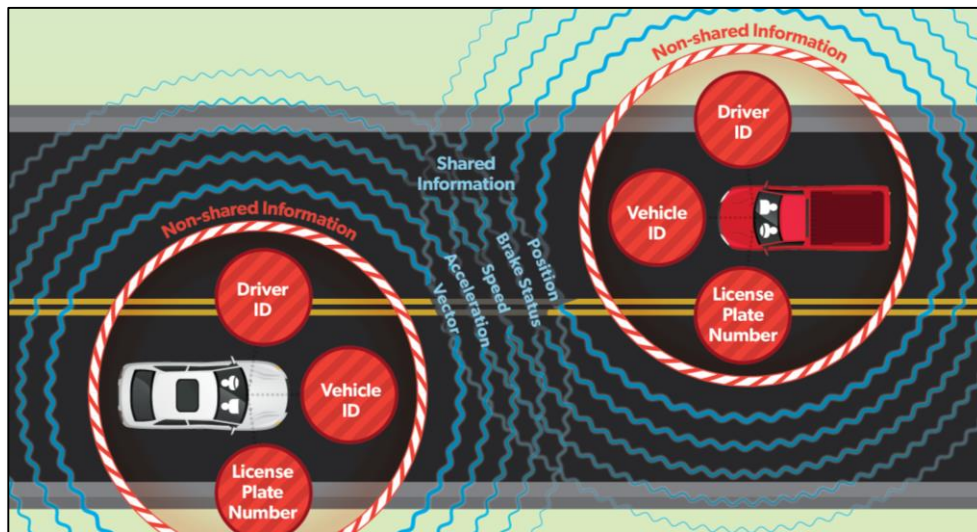 Non-shared Information
Driver
ID
Vehicle
ID
License
Plate
Number
Shared
Information
Vector
Acceleration
Speed
Brake Status
Position
Non-shared Information
Driver
ID
Vehicle
ID
License
Plate
Number